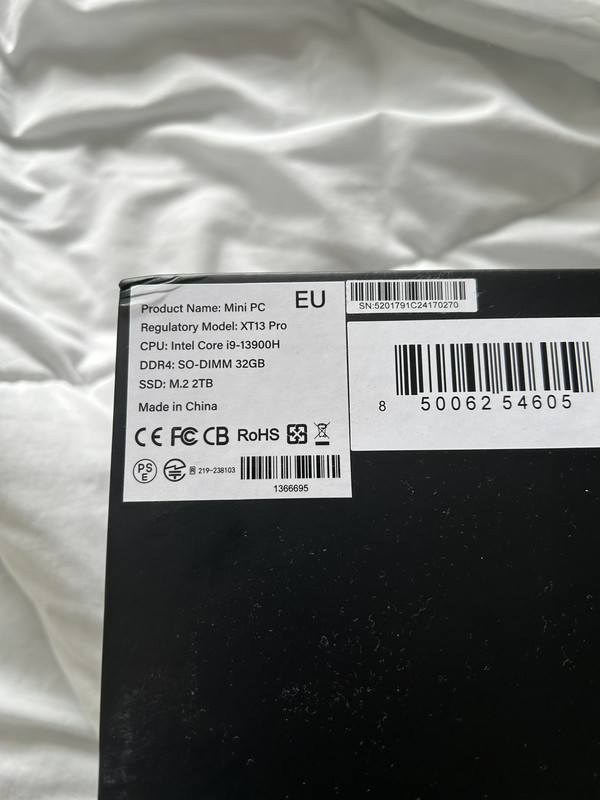 Product Name: Mini PC
EU
Regulatory Model: XT13 Pro
CPU: Intel Core i9-13900H
DDR4: SO-DIMM 32GB
SSD: M.2 2TB
Made in China
CE FC CB RoHS
PS
E
R 219-238103
1366695
SN:5201791C24170270
8 50062 54605